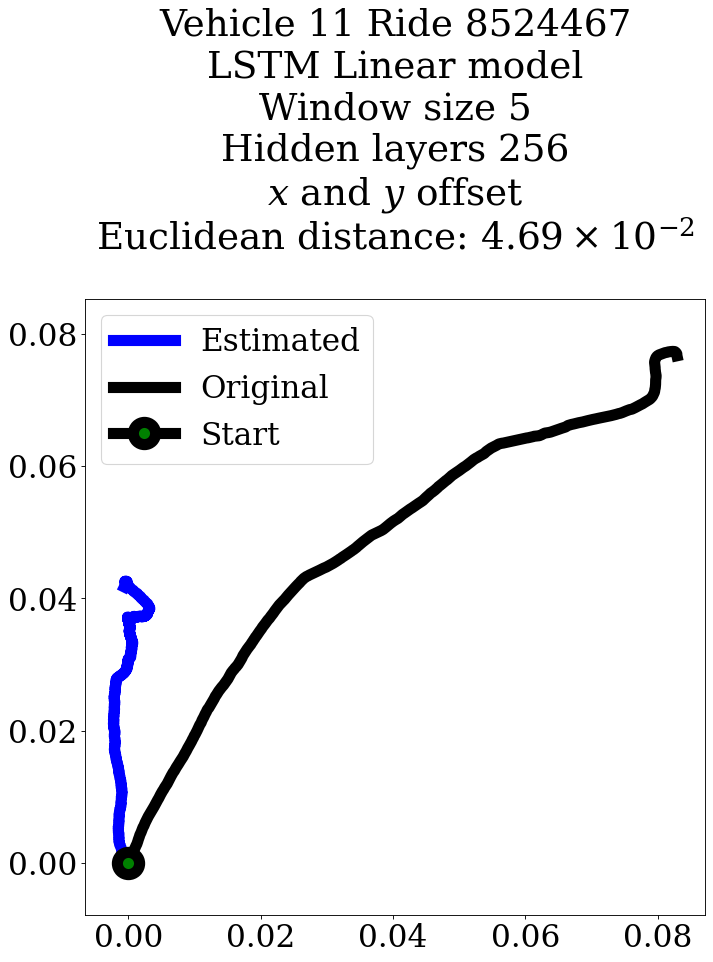 Vehicle 11 Ride 8524467
LSTM Linear model
Window size 5
Hidden layers 256
x and y offset
Euclidean distance: 4.69 × 10⁻²
Estimated
Original
Start
0.08
0.06
0.04
0.02
0.00
0.00 0.02 0.04 0.06 0.08